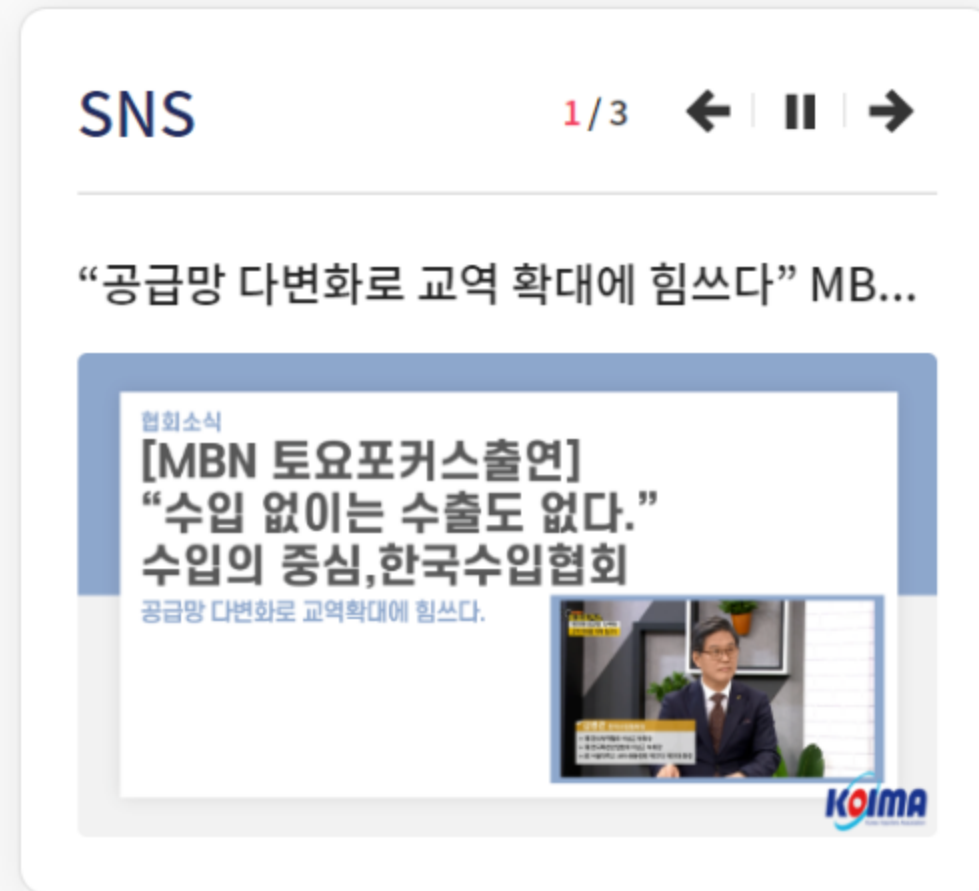 SNS
1 / 3
“공급망 다변화로 교역 확대에 힘쓰다” MB...
협회소식
[MBN 토요포커스출연]
“수입 없이는 수출도 없다.”
수입의 중심,한국수입협회
공급망 다변화로 교역확대에 힘쓰다.
KOIMA